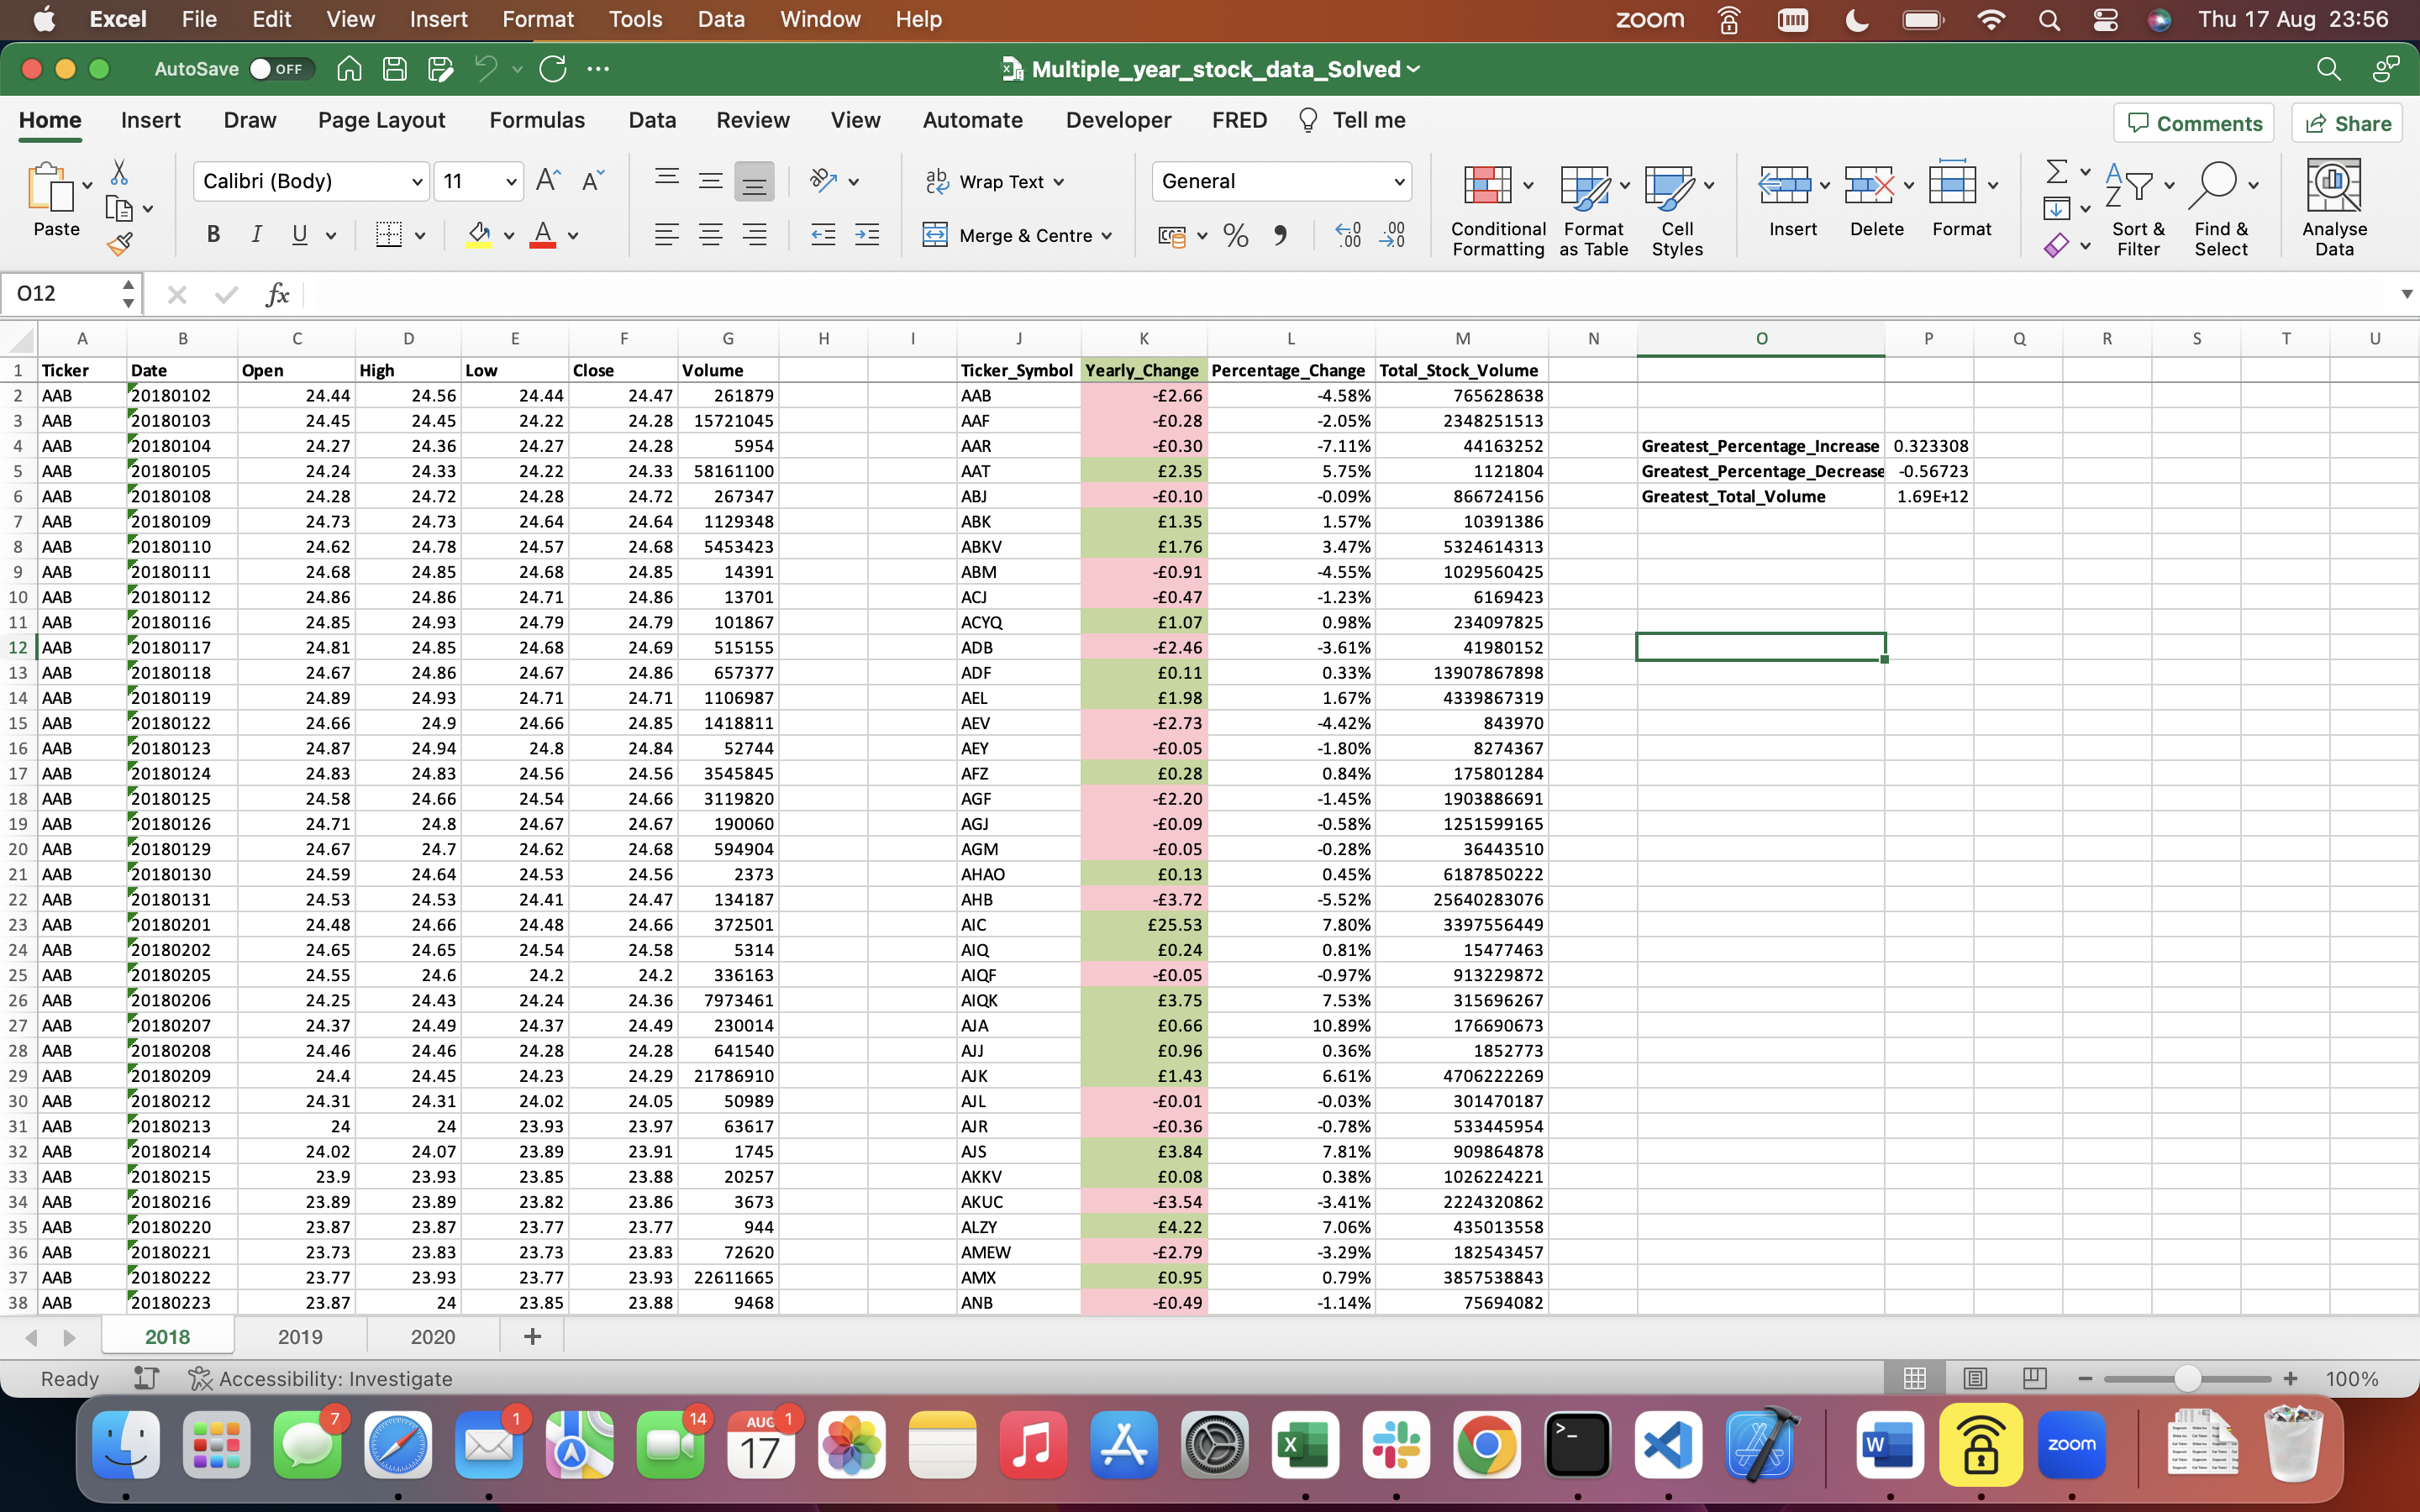 Excel File Edit View Insert Format Tools Data Window Help zoom Thu 17 Aug 23:56
AutoSave OFF Multiple_year_stock_data_Solved
Home Insert Draw Page Layout Formulas Data Review View Automate Developer FRED Tell me Comments Share
Calibri (Body) 11 Wrap Text General
Paste B I U Merge & Centre % Conditional Formatting Format as Table Cell Styles Insert Delete Format Sort & Filter Find & Select Analyse Data
O12 fx
A B C D E F G H I J K L M N O P Q R S T U
1 Ticker Date Open High Low Close Volume Ticker_Symbol Yearly_Change Percentage_Change Total_Stock_Volume
2 AAB 20180102 24.44 24.56 24.44 24.47 261879 AAB -£2.66 -4.58% 765628638
3 AAB 20180103 24.45 24.45 24.22 24.28 15721045 AAF -£0.28 -2.05% 2348251513
4 AAB 20180104 24.27 24.36 24.27 24.28 5954 AAR -£0.30 -7.11% 44163252 Greatest_Percentage_Increase 0.323308
5 AAB 20180105 24.24 24.33 24.22 24.33 58161100 AAT £2.35 5.75% 1121804 Greatest_Percentage_Decrease -0.56723
6 AAB 20180108 24.28 24.72 24.28 24.72 267347 ABJ -£0.10 -0.09% 866724156 Greatest_Total_Volume 1.69E+12
7 AAB 20180109 24.73 24.73 24.64 24.64 1129348 ABK £1.35 1.57% 10391386
8 AAB 20180110 24.62 24.78 24.57 24.68 5453423 ABKV £1.76 3.47% 5324614313
9 AAB 20180111 24.68 24.85 24.68 24.85 14391 ABM -£0.91 -4.55% 1029560425
10 AAB 20180112 24.86 24.86 24.71 24.86 13701 ACJ -£0.47 -1.23% 6169423
11 AAB 20180116 24.85 24.93 24.79 24.79 101867 ACYQ £1.07 0.98% 234097825
12 AAB 20180117 24.81 24.85 24.68 24.69 515155 ADB -£2.46 -3.61% 41980152
13 AAB 20180118 24.67 24.86 24.67 24.86 657377 ADF £0.11 0.33% 13907867898
14 AAB 20180119 24.89 24.93 24.71 24.71 1106987 AEL £1.98 1.67% 4339867319
15 AAB 20180122 24.66 24.9 24.66 24.85 1418811 AEV -£2.73 -4.42% 843970
16 AAB 20180123 24.87 24.94 24.8 24.84 52744 AEY -£0.05 -1.80% 8274367
17 AAB 20180124 24.83 24.83 24.56 24.56 3545845 AFZ £0.28 0.84% 175801284
18 AAB 20180125 24.58 24.66 24.54 24.66 3119820 AGF -£2.20 -1.45% 1903886691
19 AAB 20180126 24.71 24.8 24.67 24.67 190060 AGJ -£0.09 -0.58% 1251599165
20 AAB 20180129 24.67 24.7 24.62 24.68 594904 AGM -£0.05 -0.28% 36443510
21 AAB 20180130 24.59 24.64 24.53 24.56 2373 AHAO £0.13 0.45% 6187850222
22 AAB 20180131 24.53 24.53 24.41 24.47 134187 AHB -£3.72 -5.52% 25640283076
23 AAB 20180201 24.48 24.66 24.48 24.66 372501 AIC £25.53 7.80% 3397556449
24 AAB 20180202 24.65 24.65 24.54 24.58 5314 AIQ £0.24 0.81% 15477463
25 AAB 20180205 24.55 24.6 24.2 24.2 336163 AIQF -£0.05 -0.97% 913229872
26 AAB 20180206 24.25 24.43 24.24 24.36 7973461 AIQK £3.75 7.53% 315696267
27 AAB 20180207 24.37 24.49 24.37 24.49 230014 AJA £0.66 10.89% 176690673
28 AAB 20180208 24.46 24.46 24.28 24.28 641540 AJJ £0.96 0.36% 1852773
29 AAB 20180209 24.4 24.45 24.23 24.29 21786910 AJK £1.43 6.61% 4706222269
30 AAB 20180212 24.31 24.31 24.02 24.05 50989 AJL -£0.01 -0.03% 301470187
31 AAB 20180213 24 24 23.93 23.97 63617 AJR -£0.36 -0.78% 533445954
32 AAB 20180214 24.02 24.07 23.89 23.91 1745 AJS £3.84 7.81% 909864878
33 AAB 20180215 23.9 23.93 23.85 23.88 20257 AKKV £0.08 0.38% 1026224221
34 AAB 20180216 23.89 23.89 23.82 23.86 3673 AKUC -£3.54 -3.41% 2224320862
35 AAB 20180220 23.87 23.87 23.77 23.77 944 ALZY £4.22 7.06% 435013558
36 AAB 20180221 23.73 23.83 23.73 23.83 72620 AMEW -£2.79 -3.29% 182543457
37 AAB 20180222 23.77 23.93 23.77 23.93 22611665 AMX £0.95 0.79% 3857538843
38 AAB 20180223 23.87 24 23.85 23.88 9468 ANB -£0.49 -1.14% 75694082
2018 2019 2020 +
Ready Accessibility: Investigate 100%
7 1 14 AUG 1 17 zoom